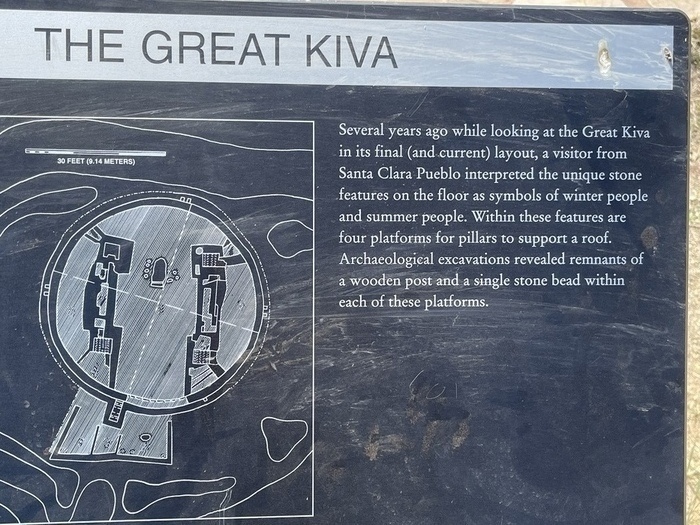 THE GREAT KIVA
30 FEET (9.14 METERS)
Several years ago while looking at the Great Kiva
in its final (and current) layout, a visitor from
Santa Clara Pueblo interpreted the unique stone
features on the floor as symbols of winter people
and summer people. Within these features are
four platforms for pillars to support a roof.
Archaeological excavations revealed remnants of
a wooden post and a single stone bead within
each of these platforms.